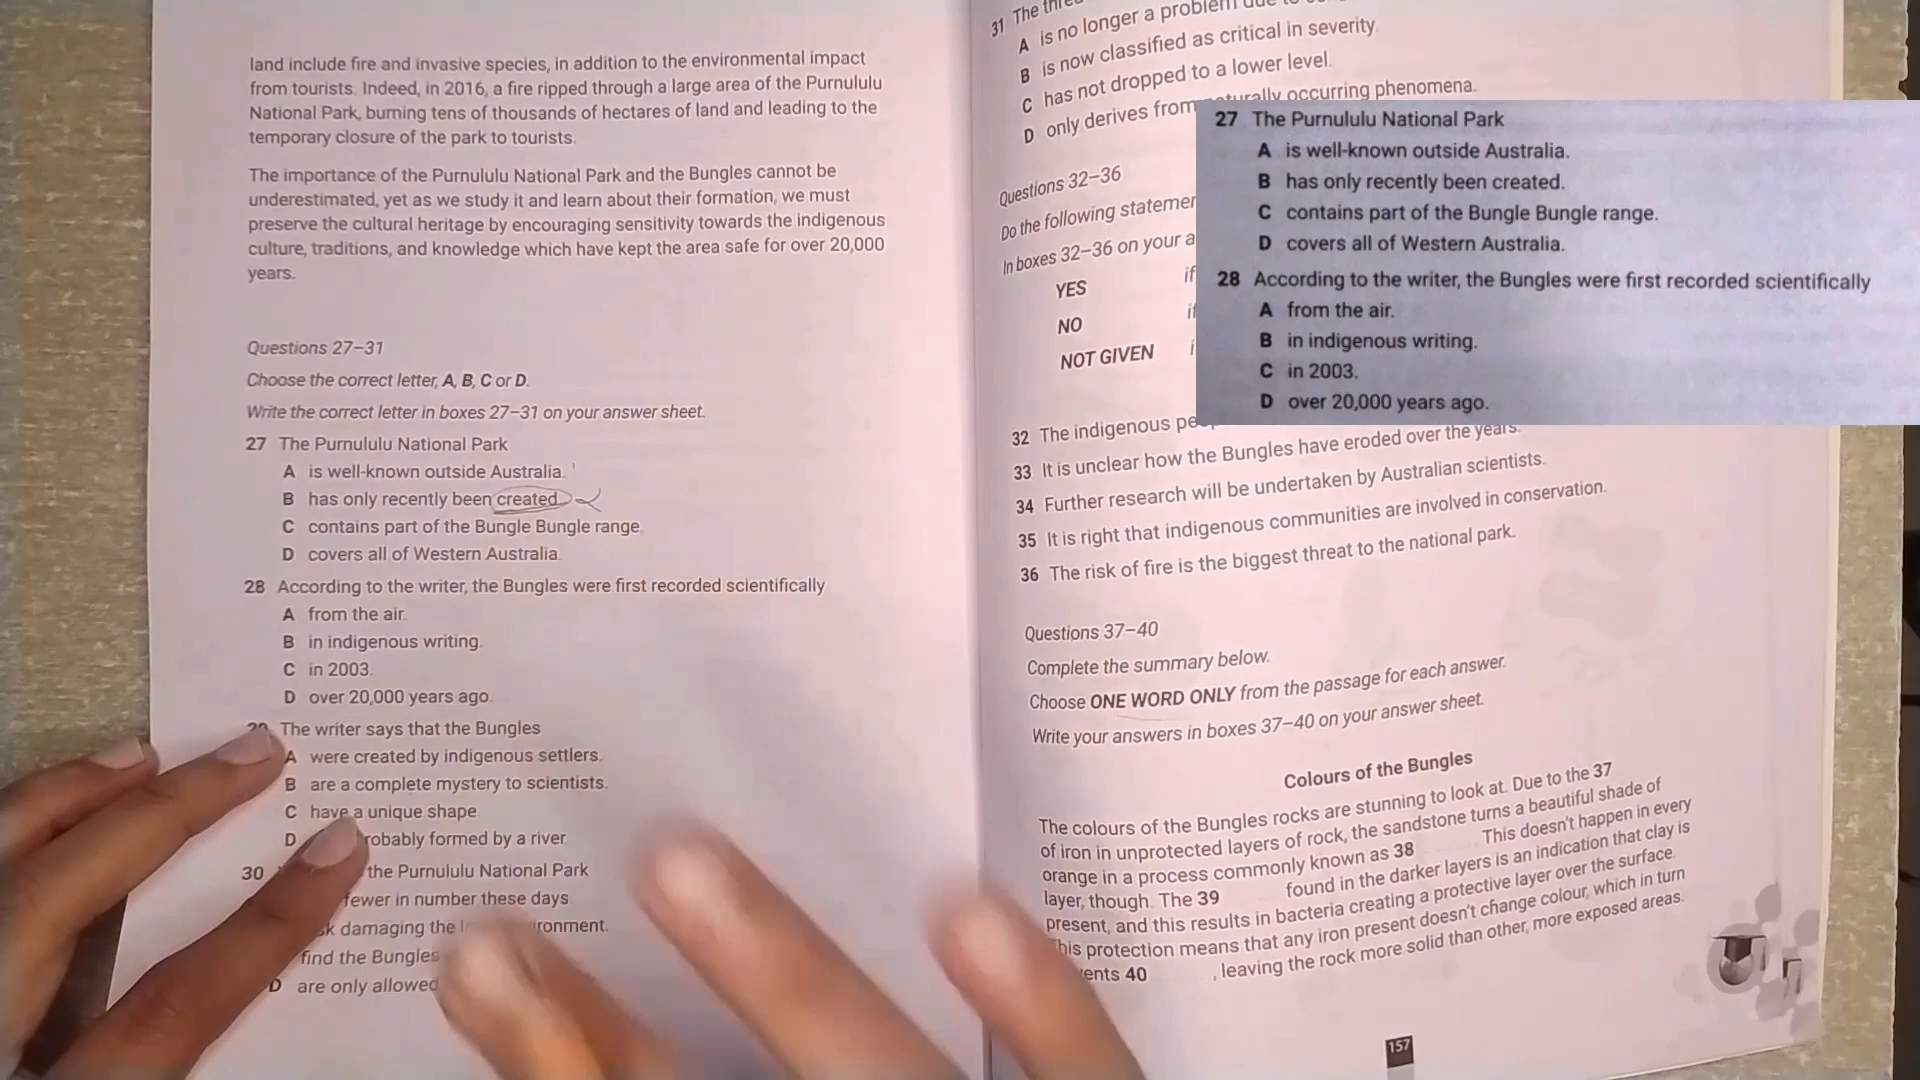 land include fire and invasive species, in addition to the environmental impact
from tourists. Indeed, in 2016, a fire ripped through a large area of the Purnululu
National Park, burning tens of thousands of hectares of land and leading to the
temporary closure of the park to tourists.
The importance of the Purnululu National Park and the Bungles cannot be
underestimated, yet as we study it and learn about their formation, we must
preserve the cultural heritage by encouraging sensitivity towards the indigenous
culture, traditions, and knowledge which have kept the area safe for over 20,000
years.
Questions 27–31
Choose the correct letter, A, B, C or D.
Write the correct letter in boxes 27–31 on your answer sheet.
27 The Purnululu National Park
A is well-known outside Australia.
B has only recently been created.
C contains part of the Bungle Bungle range.
D covers all of Western Australia.
28 According to the writer, the Bungles were first recorded scientifically
A from the air.
B in indigenous writing.
C in 2003.
D over 20,000 years ago.
The writer says that the Bungles
A were created by indigenous settlers.
B are a complete mystery to scientists.
C have a unique shape.
D formed by a river.
30 the Purnululu National Park
fewer in number these days.
damaging the
find the Bungles
D are only allowed
31 The
A is no longer a problem
B is now classified as critical in severity.
C has not dropped to a lower level.
D only derives from naturally occurring phenomena.
Questions 32–36
Do the following
In boxes 32–36 on your
YES if
NO
NOT GIVEN
32 The indigenous
33 It is unclear how the Bungles have eroded over the years.
34 Further research will be undertaken by Australian scientists.
35 It is right that indigenous communities are involved in conservation.
36 The risk of fire is the biggest threat to the national park.
Questions 37–40
Complete the summary below.
Choose ONE WORD ONLY from the passage for each answer.
Write your answers in boxes 37–40 on your answer sheet.
Colours of the Bungles
The colours of the Bungles rocks are stunning to look at. Due to the 37
of iron in unprotected layers of rock, the sandstone turns a beautiful shade of
orange in a process commonly known as 38 This doesn't happen in every
layer, though. The 39 found in the darker layers is an indication that clay is
present, and this results in bacteria creating a protective layer over the surface.
This protection means that any iron present doesn't change colour, which in turn
40 , leaving the rock more solid than other, more exposed areas.
157
27 The Purnululu National Park
A is well-known outside Australia.
B has only recently been created.
C contains part of the Bungle Bungle range.
D covers all of Western Australia.
28 According to the writer, the Bungles were first recorded scientifically
A from the air.
B in indigenous writing.
C in 2003.
D over 20,000 years ago.